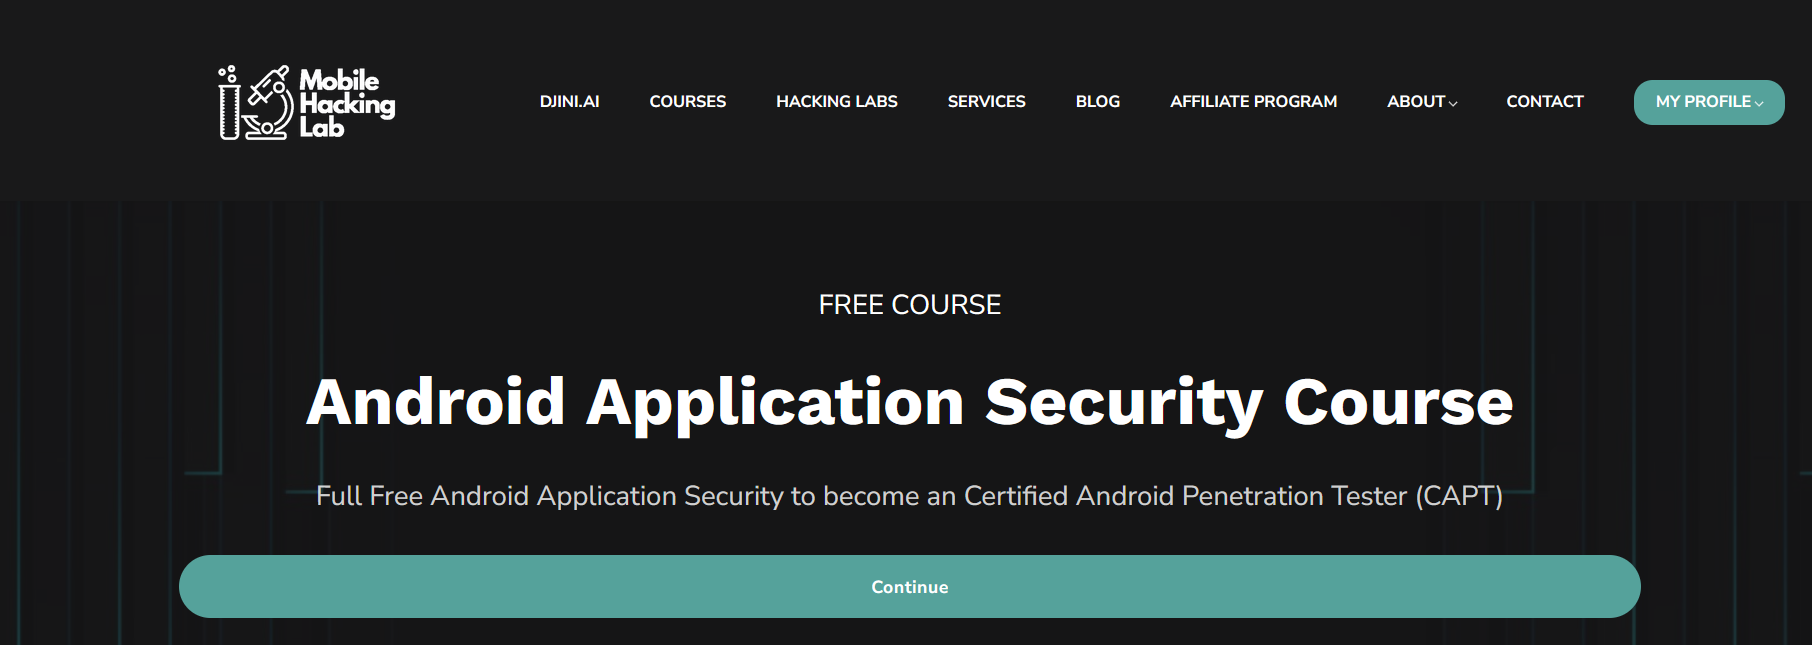 Mobile
Hacking
Lab
DJINI.AI
COURSES
HACKING LABS
SERVICES
BLOG
AFFILIATE PROGRAM
ABOUT
CONTACT
MY PROFILE
FREE COURSE
Android Application Security Course
Full Free Android Application Security to become an Certified Android Penetration Tester (CAPT)
Continue